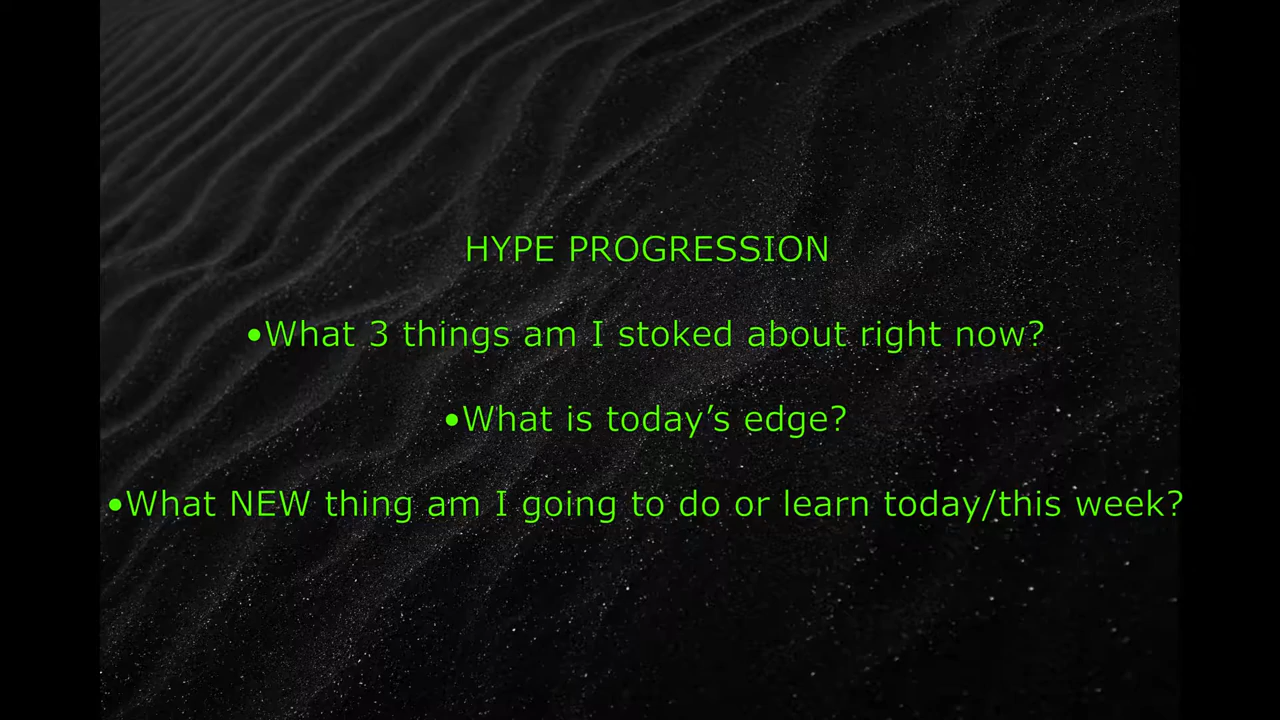 HYPE PROGRESSION
•What 3 things am I stoked about right now?
•What is today’s edge?
•What NEW thing am I going to do or learn today/this week?